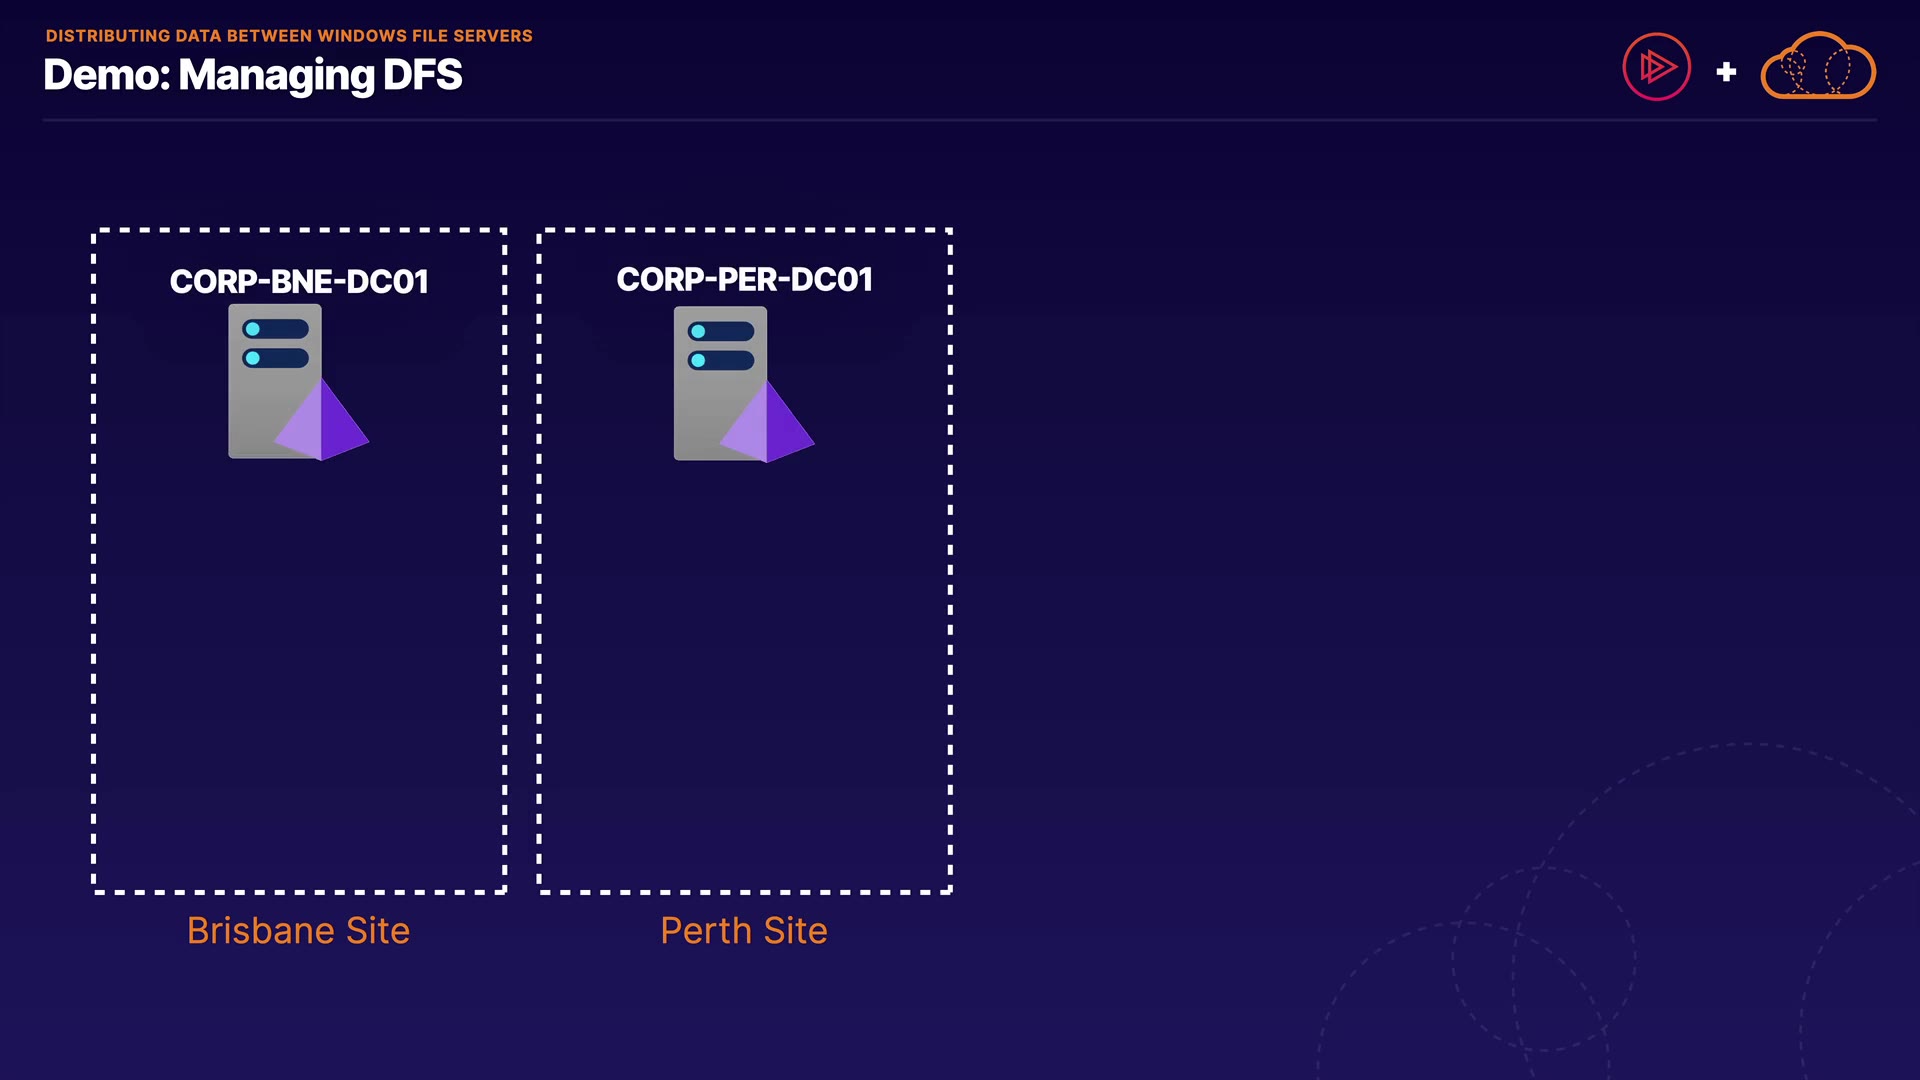 DISTRIBUTING DATA BETWEEN WINDOWS FILE SERVERS
Demo: Managing DFS
CORP-BNE-DC01
CORP-PER-DC01
Brisbane Site
Perth Site